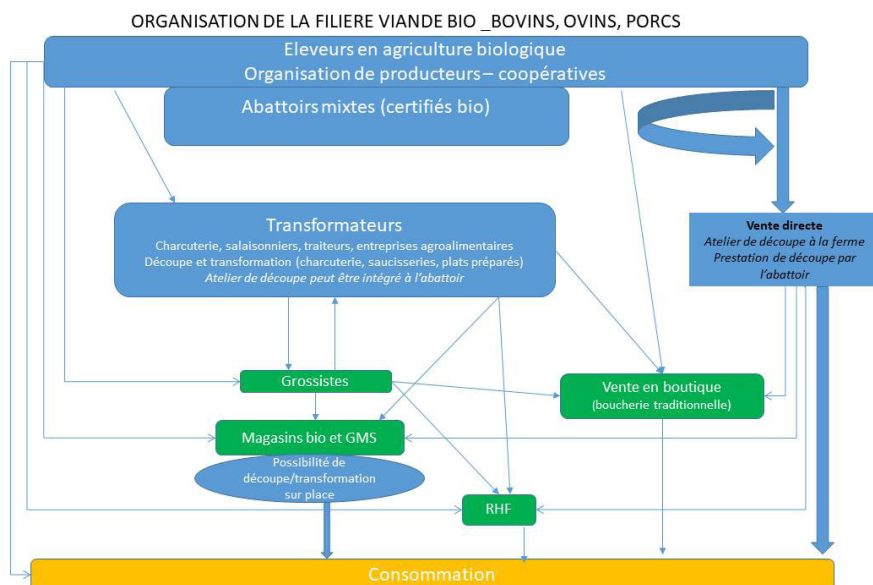 ORGANISATION DE LA FILIERE VIANDE BIO _BOVINS, OVINS, PORCS
Eleveurs en agriculture biologique
Organisation de producteurs – coopératives
Abattoirs mixtes (certifiés bio)
Transformateurs
Charcuterie, salaisonniers, traiteurs, entreprises agroalimentaires
Découpe et transformation (charcuterie, saucisseries, plats préparés)
Atelier de découpe peut être intégré à l'abattoir
Vente directe
Atelier de découpe à la ferme
Prestation de découpe par
l'abattoir
Grossistes
Vente en boutique
(boucherie traditionnelle)
Magasins bio et GMS
Possibilité de
découpe/transformation
sur place
RHF
Consommation